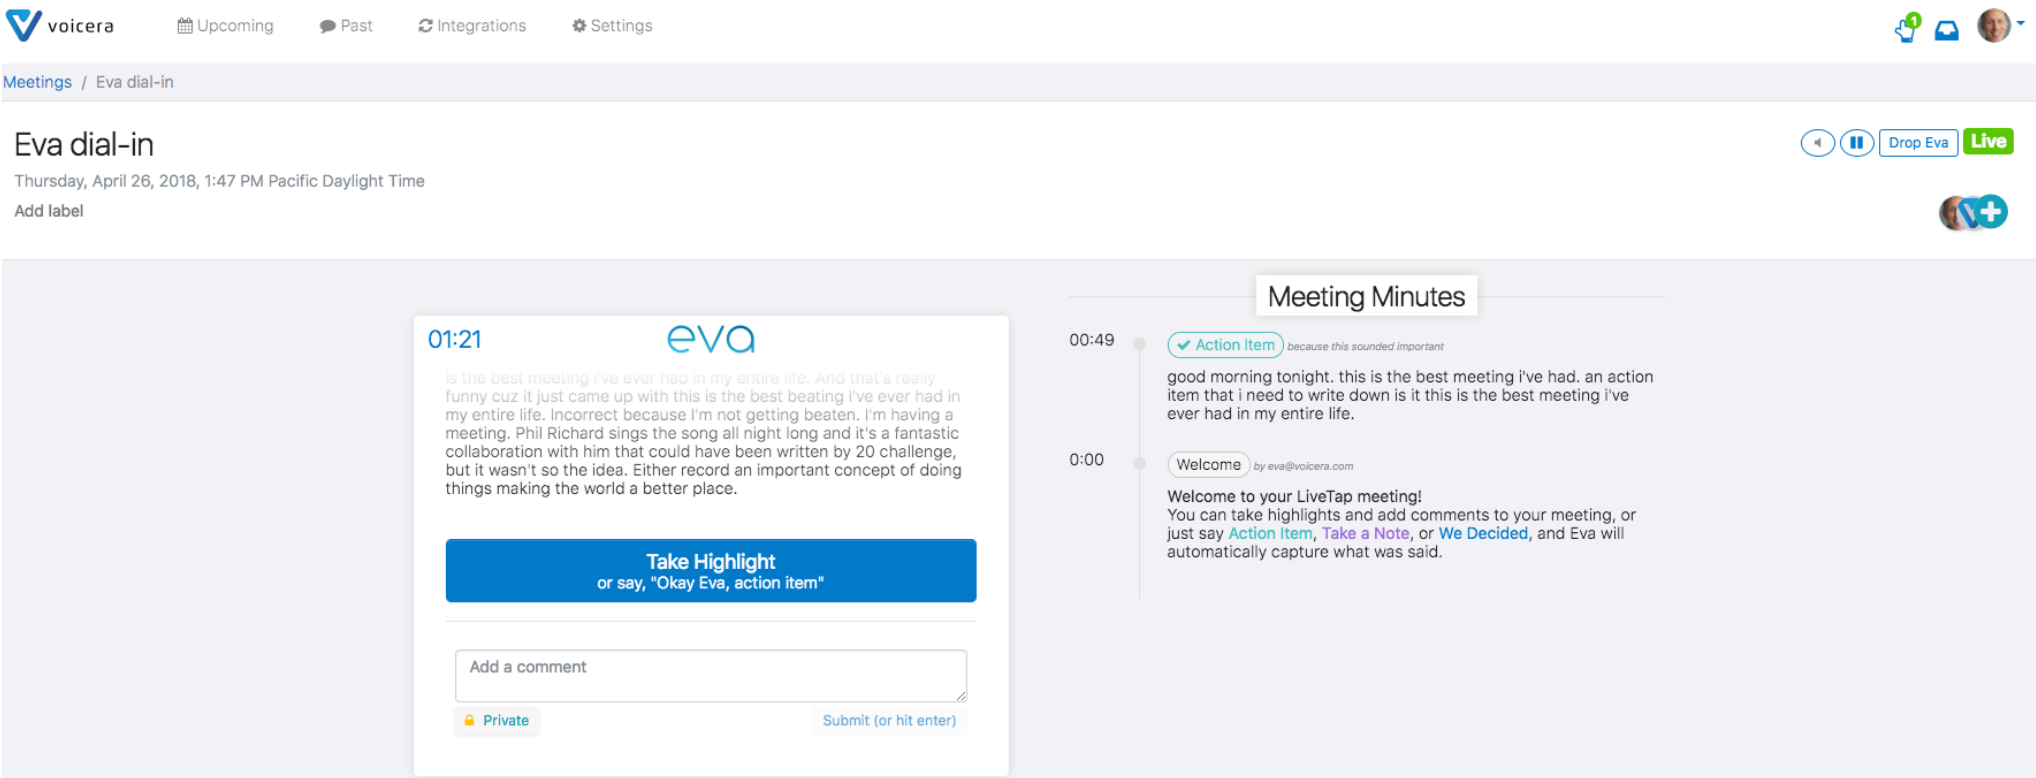 voicera
Upcoming
Past
Integrations
Settings
1
Meetings / Eva dial-in
Eva dial-in
Thursday, April 26, 2018, 1:47 PM Pacific Daylight Time
Add label
Drop Eva
Live
01:21
eva
is the best meeting I've ever had in my entire life. And that's really
funny cuz it just came up with this is the best beating I've ever had in
my entire life. Incorrect because I'm not getting beaten. I'm having a
meeting. Phil Richard sings the song all night long and it's a fantastic
collaboration with him that could have been written by 20 challenge,
but it wasn't so the idea. Either record an important concept of doing
things making the world a better place.
Take Highlight
or say, "Okay Eva, action item"
Add a comment
Private
Submit (or hit enter)
Meeting Minutes
00:49
Action Item because this sounded important
good morning tonight. this is the best meeting i've had. an action
item that i need to write down is it this is the best meeting i've
ever had in my entire life.
0:00
Welcome by eva@voicera.com
Welcome to your LiveTap meeting!
You can take highlights and add comments to your meeting, or
just say Action Item, Take a Note, or We Decided, and Eva will
automatically capture what was said.